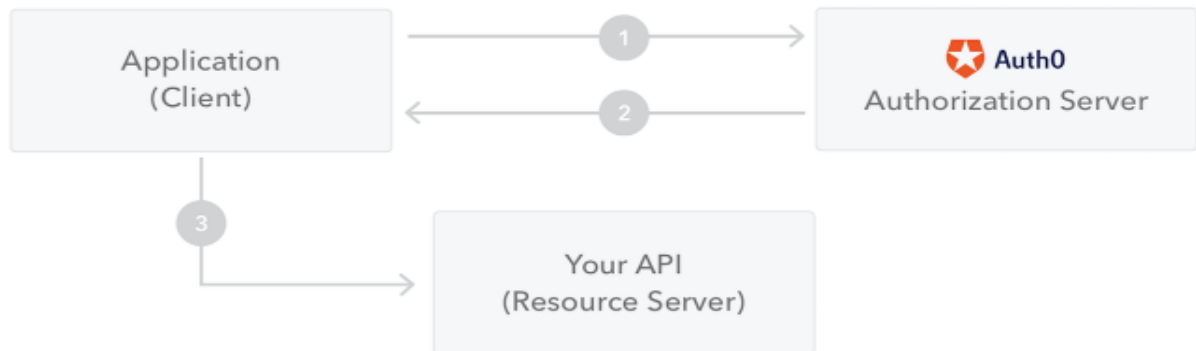 Application
(Client)
1
Auth0
Authorization Server
2
3
Your API
(Resource Server)